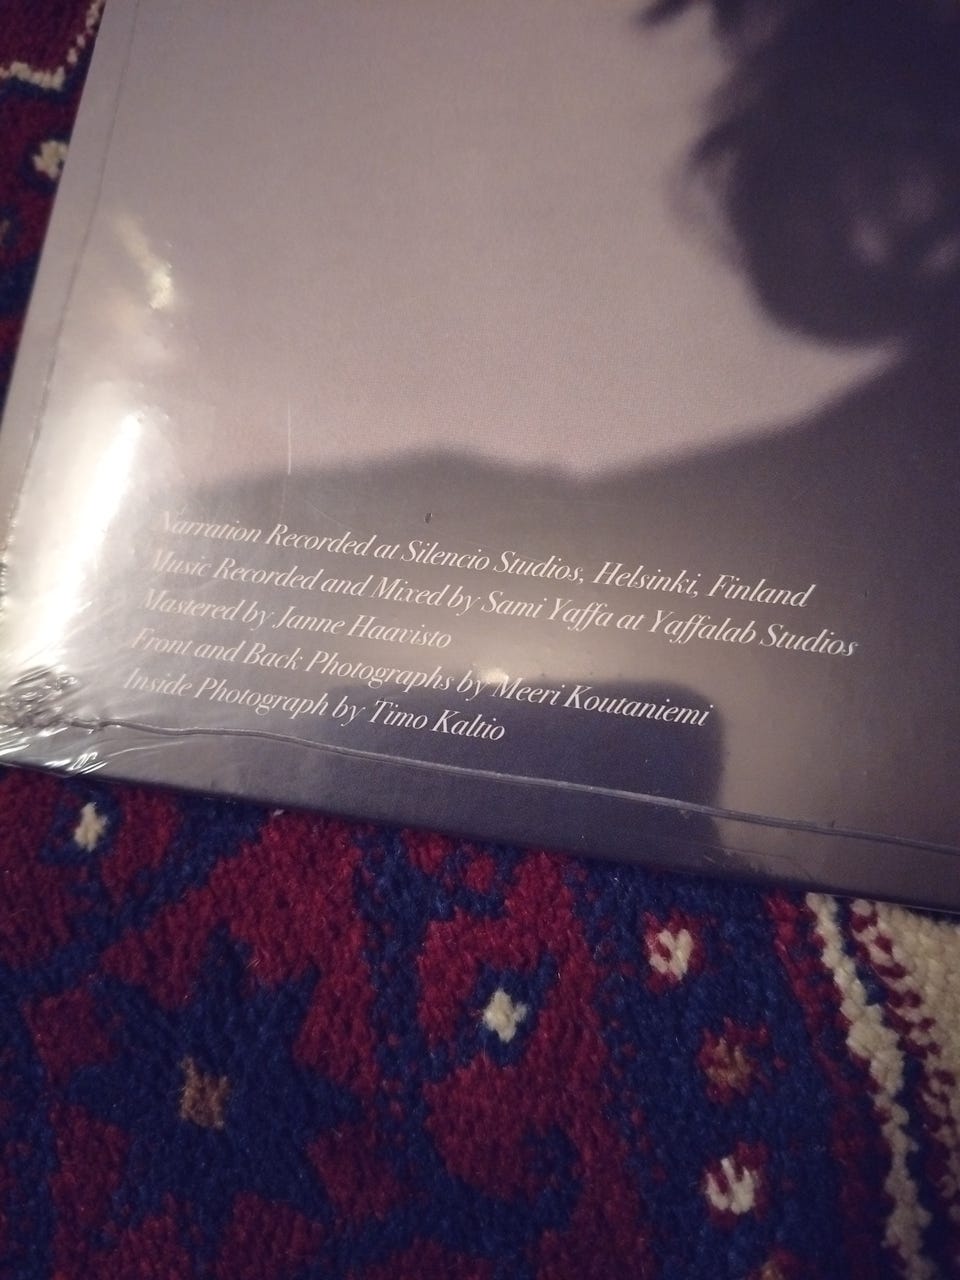 Narration Recorded at Silencio Studios, Helsinki, Finland
Music Recorded and Mixed by Sami Yaffa at Yaffalab Studios
Mastered by Janne Haavisto
Front and Back Photographs by Meeri Koutaniemi
Inside Photograph by Timo Kaltio